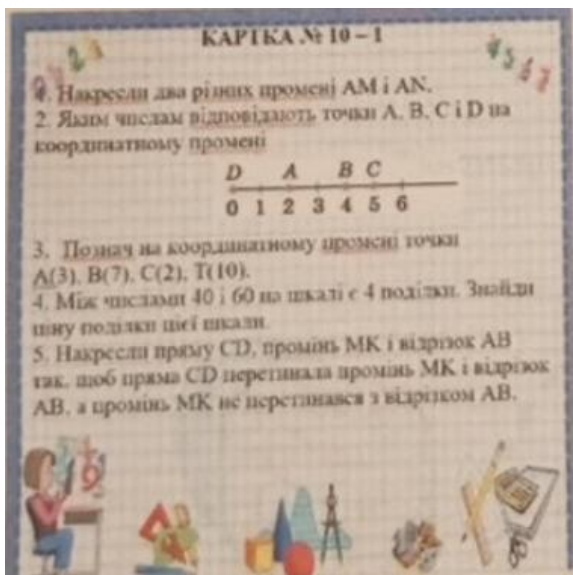 КАРТКА № 10 – 1
1. Накресли два різних промені AM і AN.
2. Яким числам відповідають точки A, B, C і D на
координатному промені
D A B C
0 1 2 3 4 5 6
3. Познач на координатному промені точки
A(3), B(7), C(2), T(10).
4. Між числами 40 і 60 на шкалі є 4 поділки. Знайди
ціну поділки цієї шкали.
5. Накресли пряму CD, промінь MK і відрізок AB
так, щоб пряма CD перетинала промінь MK і відрізок
AB, а промінь MK не перетинався з відрізком AB.